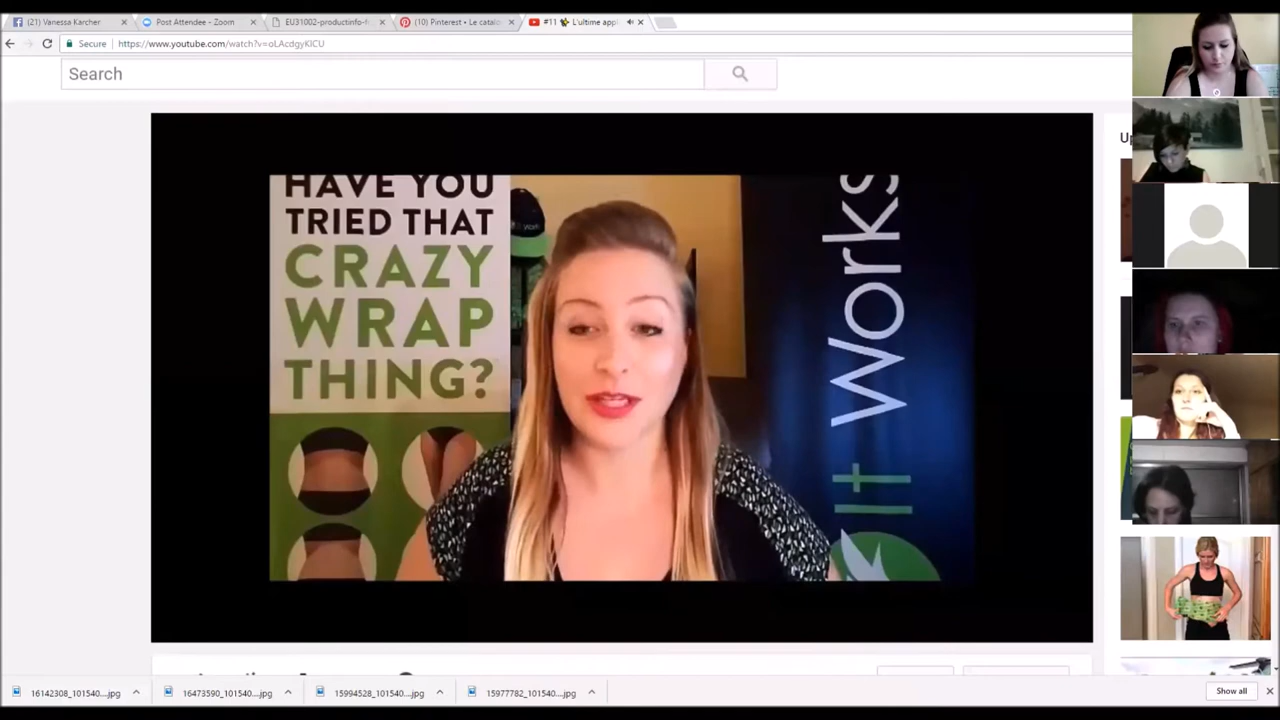 (21) Vanessa Karcher
Post Attendee - Zoom
EU31002-productinfo-f
(10) Pinterest • Le catalo
#11 ✨ L'ultime appl
Secure
https://www.youtube.com/watch?v=oLAcdgyKlCU
Search
Up
HAVE YOU
TRIED THAT
CRAZY
WRAP
THING?
It Works
16142308_101540....jpg
16473590_101540....jpg
15994528_101540....jpg
15977782_101540....jpg
Show all